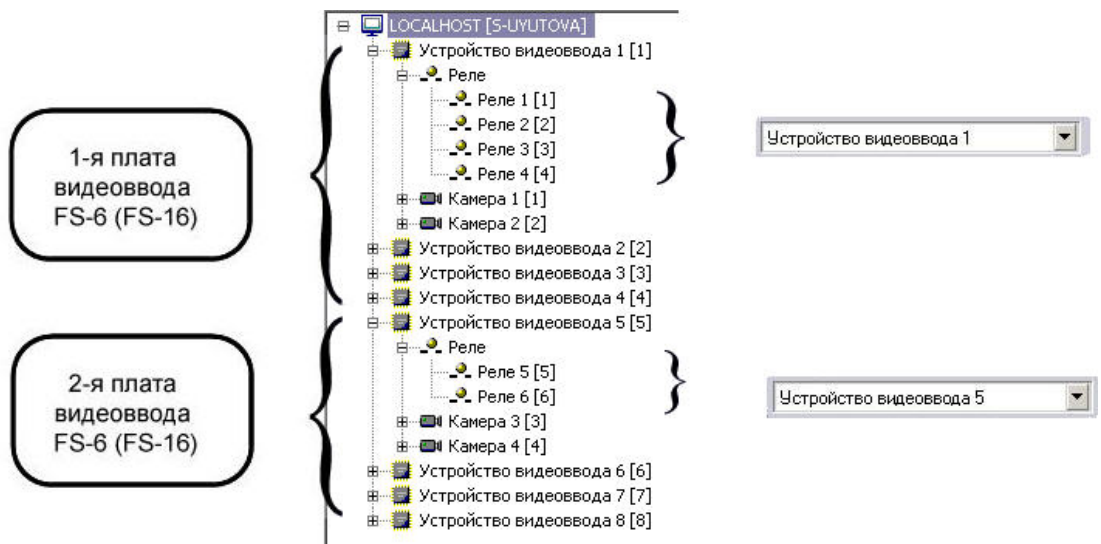 LOCALHOST [S-UYUTOVA]
Устройство видеоввода 1 [1]
Реле
Реле 1 [1]
Реле 2 [2]
Реле 3 [3]
Реле 4 [4]
Камера 1 [1]
Камера 2 [2]
Устройство видеоввода 2 [2]
Устройство видеоввода 3 [3]
Устройство видеоввода 4 [4]
Устройство видеоввода 5 [5]
Реле
Реле 5 [5]
Реле 6 [6]
Камера 3 [3]
Камера 4 [4]
Устройство видеоввода 6 [6]
Устройство видеоввода 7 [7]
Устройство видеоввода 8 [8]
1-я плата
видеоввода
FS-6 (FS-16)
2-я плата
видеоввода
FS-6 (FS-16)
Устройство видеоввода 1
Устройство видеоввода 5